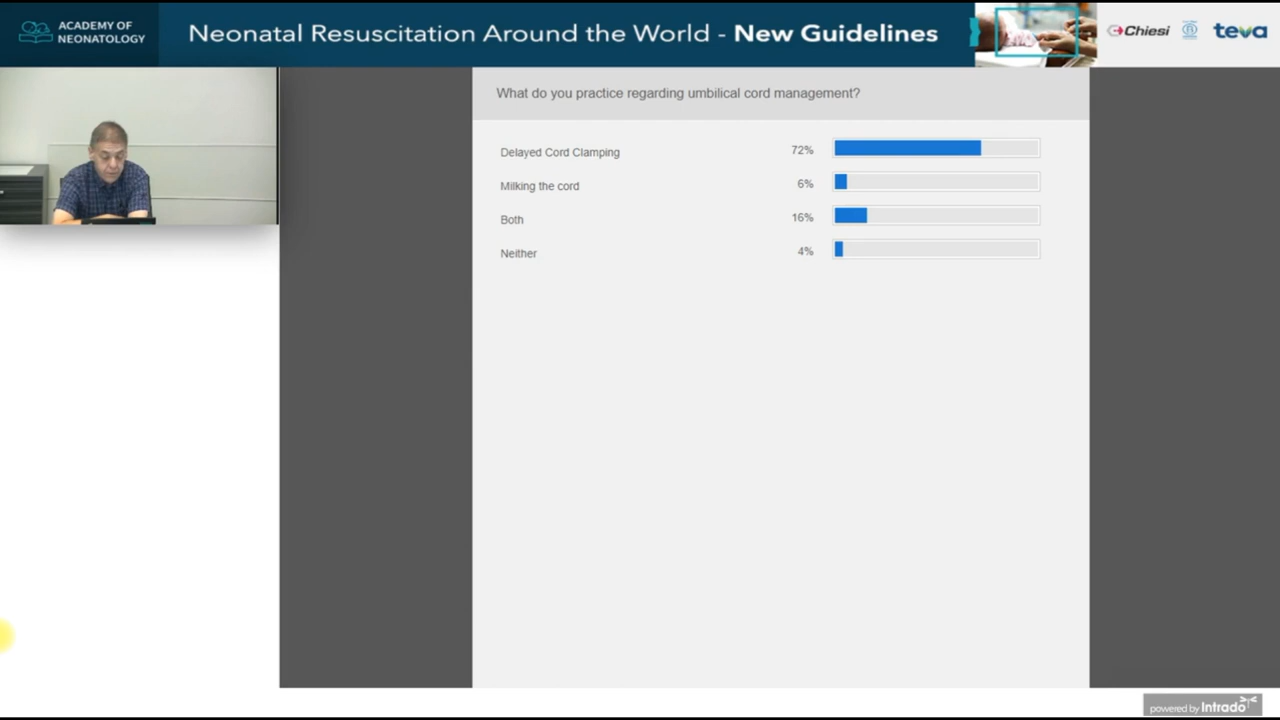 ACADEMY OF
NEONATOLOGY
Neonatal Resuscitation Around the World - New Guidelines
Chiesi
teva
What do you practice regarding umbilical cord management?
Delayed Cord Clamping 72%
Milking the cord 6%
Both 16%
Neither 4%
powered by Intrado